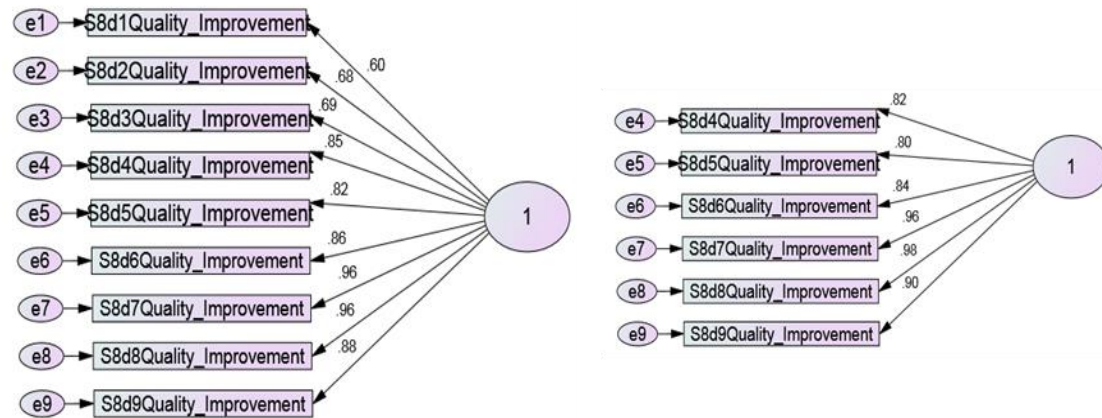 e1 S8d1Quality_Improvement
.60
e2 S8d2Quality_Improvement
.68
e3 S8d3Quality_Improvement
.69
e4 S8d4Quality_Improvement
.85
e5 S8d5Quality_Improvement
.82
1
e6 S8d6Quality_Improvement
.86
e7 S8d7Quality_Improvement
.96
e8 S8d8Quality_Improvement
.96
e9 S8d9Quality_Improvement
.88
e4 S8d4Quality_Improvement
.82
e5 S8d5Quality_Improvement
.80
1
e6 S8d6Quality_Improvement
.84
e7 S8d7Quality_Improvement
.96
e8 S8d8Quality_Improvement
.98
e9 S8d9Quality_Improvement
.90